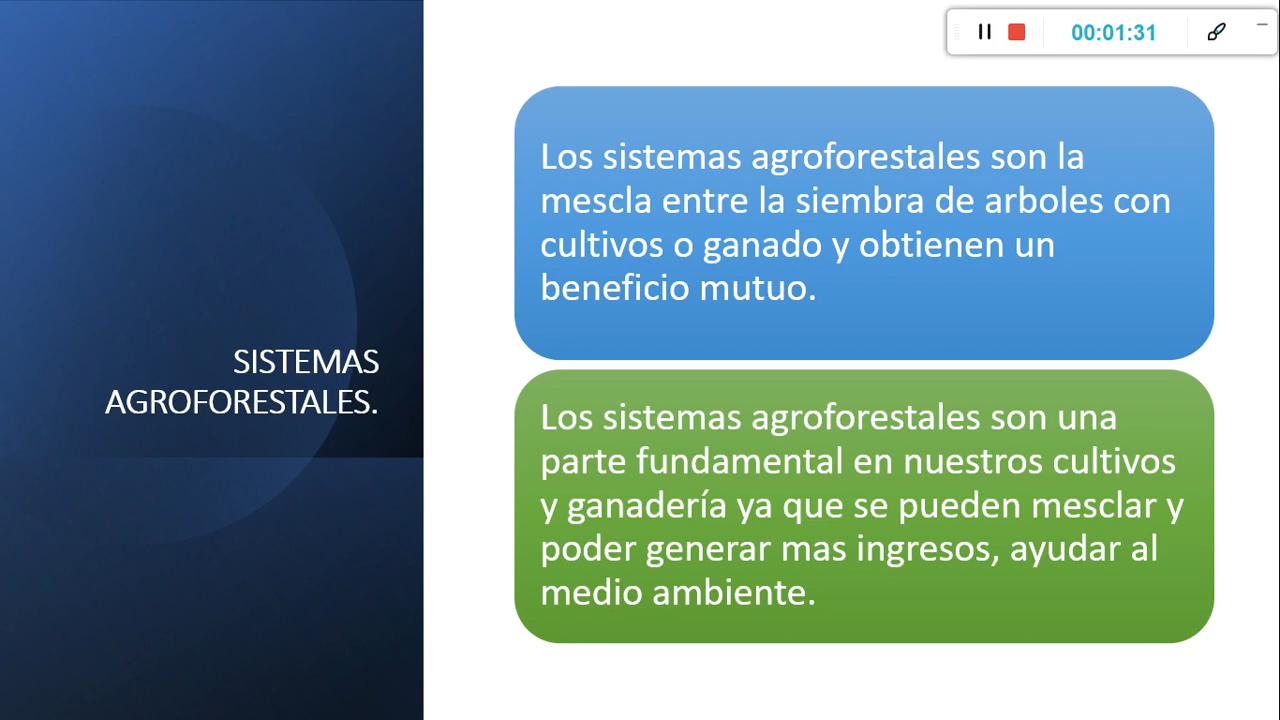 00:01:31
Los sistemas agroforestales son la
mescla entre la siembra de arboles con
cultivos o ganado y obtienen un
beneficio mutuo.
SISTEMAS
AGROFORESTALES.
Los sistemas agroforestales son una
parte fundamental en nuestros cultivos
y ganadería ya que se pueden mesclar y
poder generar mas ingresos, ayudar al
medio ambiente.